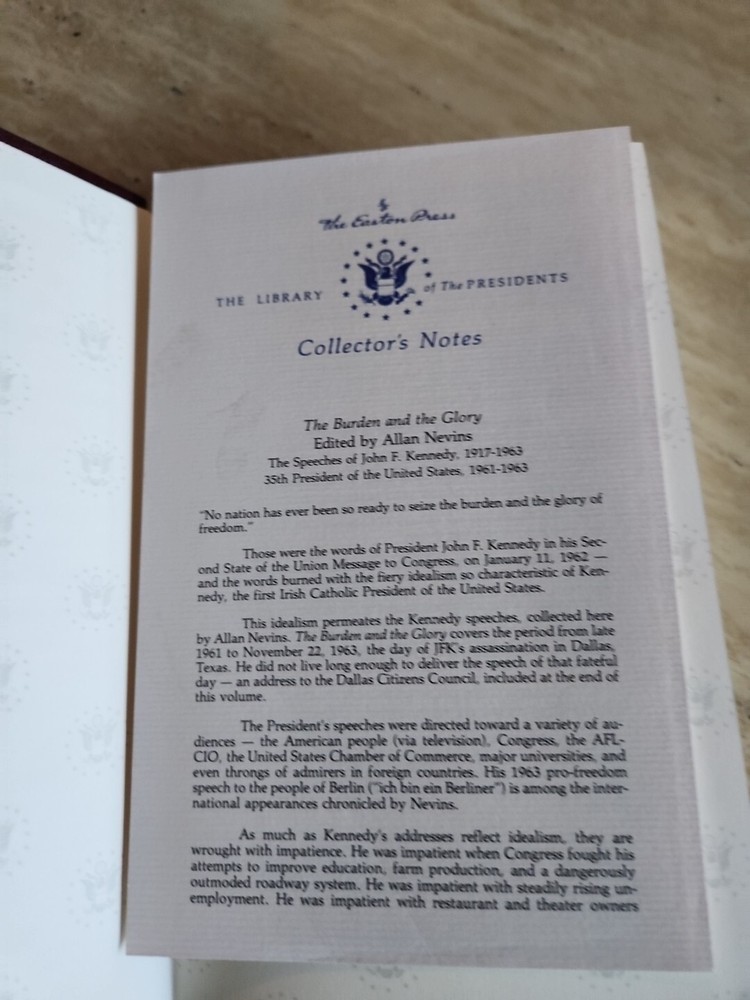 The Easton Press
THE LIBRARY of The PRESIDENTS
Collector's Notes
The Burden and the Glory
Edited by Allan Nevins
The Speeches of John F. Kennedy, 1917-1963
35th President of the United States, 1961-1963
"No nation has ever been so ready to seize the burden and the glory of
freedom."
Those were the words of President John F. Kennedy in his Sec-
ond State of the Union Message to Congress, on January 11, 1962 —
and the words burned with the fiery idealism so characteristic of Ken-
nedy, the first Irish Catholic President of the United States.
This idealism permeates the Kennedy speeches, collected here
by Allan Nevins. The Burden and the Glory covers the period from late
1961 to November 22, 1963, the day of JFK's assassination in Dallas,
Texas. He did not live long enough to deliver the speech of that fateful
day — an address to the Dallas Citizens Council, included at the end of
this volume.
The President's speeches were directed toward a variety of au-
diences — the American people (via television), Congress, the AFL-
CIO, the United States Chamber of Commerce, major universities, and
even throngs of admirers in foreign countries. His 1963 pro-freedom
speech to the people of Berlin ("ich bin ein Berliner") is among the inter-
national appearances chronicled by Nevins.
As much as Kennedy's addresses reflect idealism, they are
wrought with impatience. He was impatient when Congress fought his
attempts to improve education, farm production, and a dangerously
outmoded roadway system. He was impatient with steadily rising un-
employment. He was impatient with restaurant and theater owners